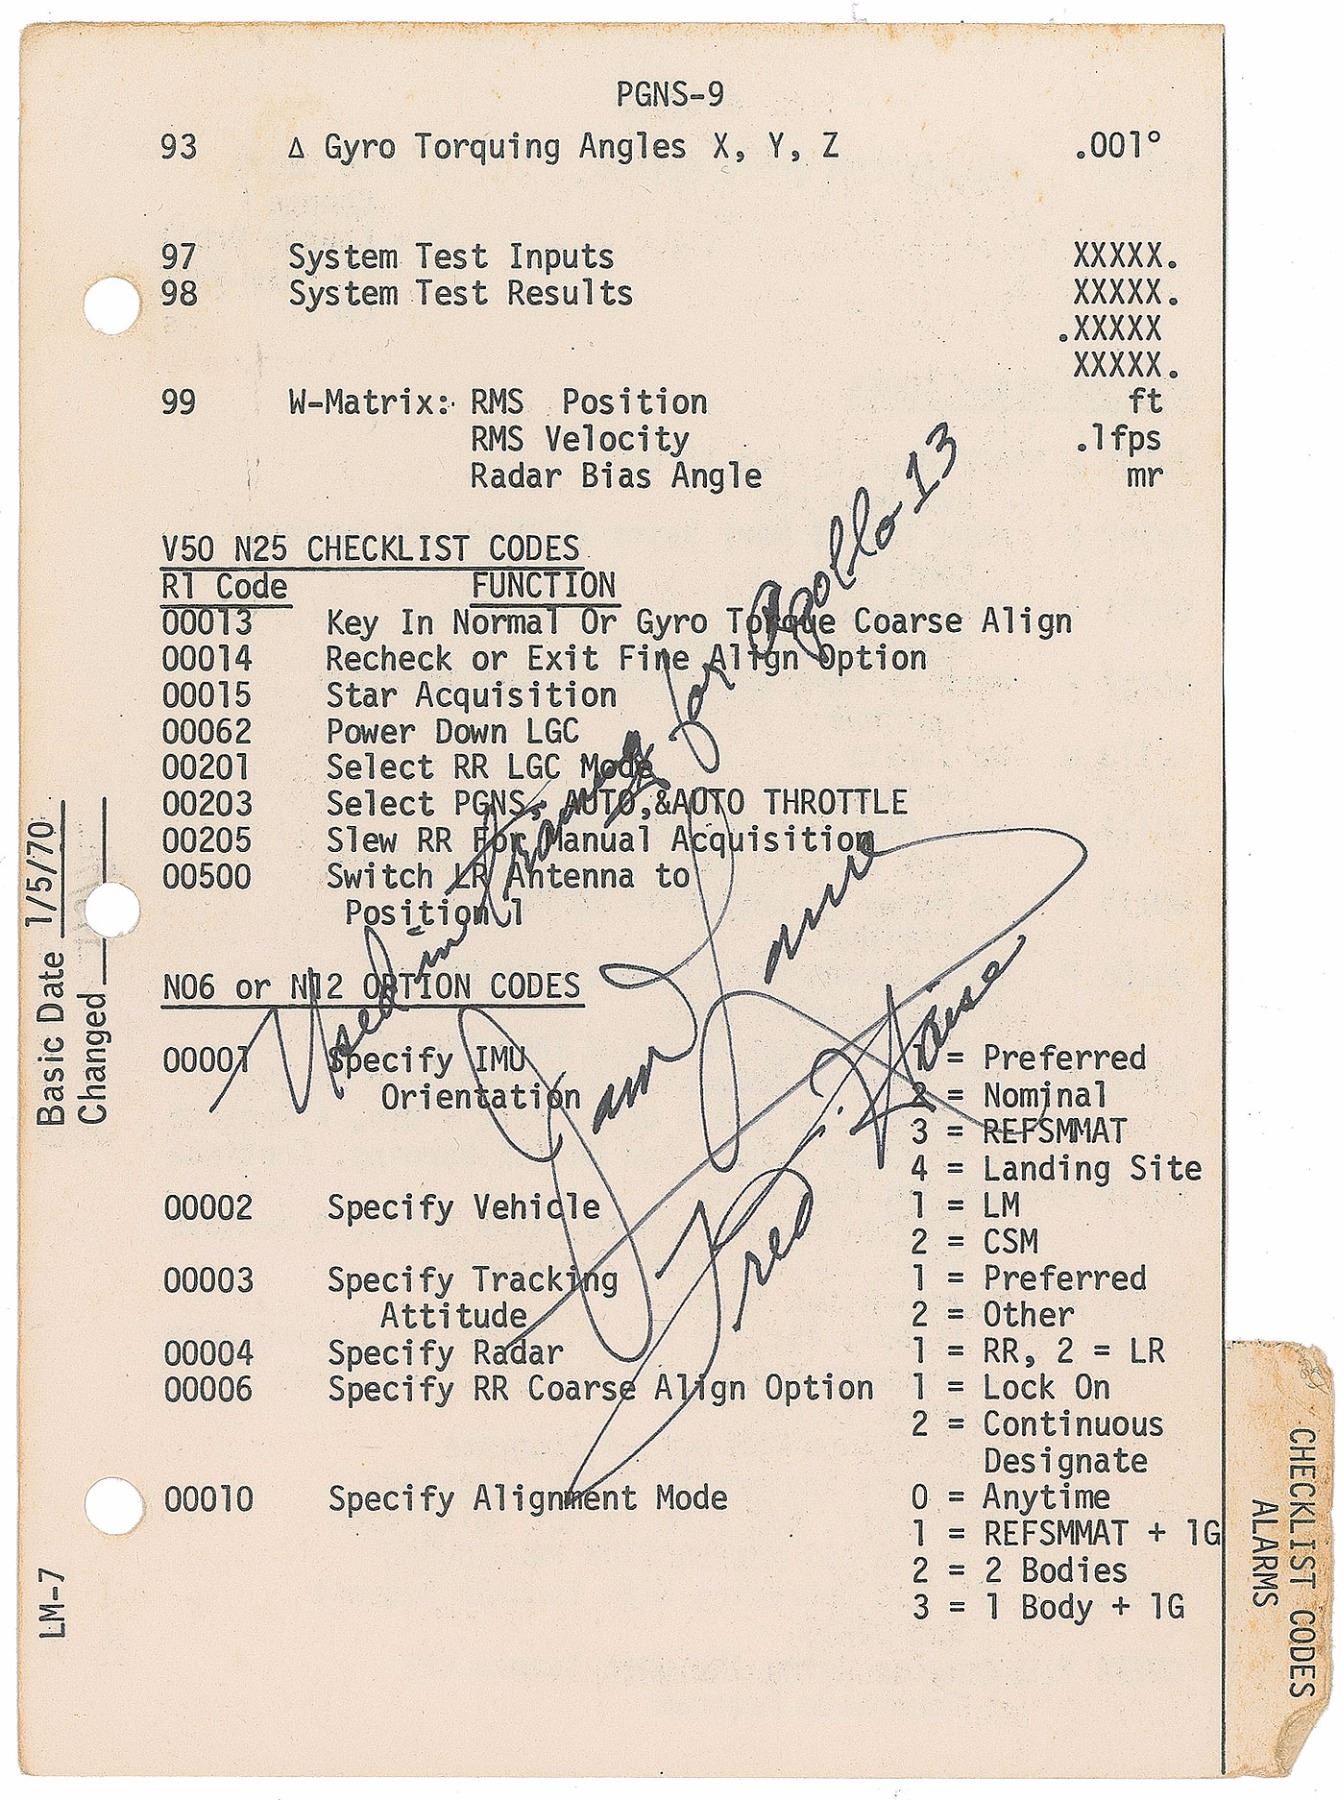 PGNS-9
93 Δ Gyro Torquing Angles X, Y, Z .001°
97 System Test Inputs XXXXX.
98 System Test Results XXXXX.
.XXXXX
XXXXX.
99 W-Matrix: RMS Position ft
RMS Velocity .1fps
Radar Bias Angle mr
V50 N25 CHECKLIST CODES
R1 Code FUNCTION
00013 Key In Normal Or Gyro Torque Coarse Align
00014 Recheck or Exit Fine Align Option
00015 Star Acquisition
00062 Power Down LGC
00201 Select RR LGC Mode
00203 Select PGNS, AUTO,&AUTO THROTTLE
00205 Slew RR For Manual Acquisition
00500 Switch LR Antenna to
Position 1
N06 or N12 OPTION CODES
00001 Specify IMU 1 = Preferred
Orientation 2 = Nominal
3 = REFSMMAT
4 = Landing Site
00002 Specify Vehicle 1 = LM
2 = CSM
00003 Specify Tracking 1 = Preferred
Attitude 2 = Other
00004 Specify Radar 1 = RR, 2 = LR
00006 Specify RR Coarse Align Option 1 = Lock On
2 = Continuous
Designate
00010 Specify Alignment Mode 0 = Anytime
1 = REFSMMAT + 1G
2 = 2 Bodies
3 = 1 Body + 1G
Used in training for Apollo 13
Fred Haise
Basic Date 1/5/70
Changed
LM-7
CHECKLIST CODES
ALARMS